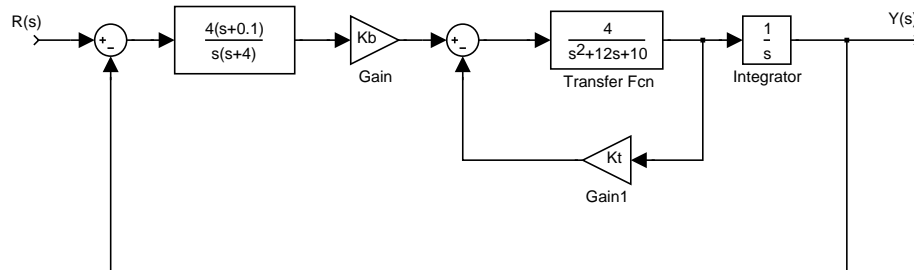 R(s)
Y(s)
+
−
4(s+0.1)
s(s+4)
Kb
Gain
+
−
4
s²+12s+10
Transfer Fcn
1
s
Integrator
Kt
Gain1